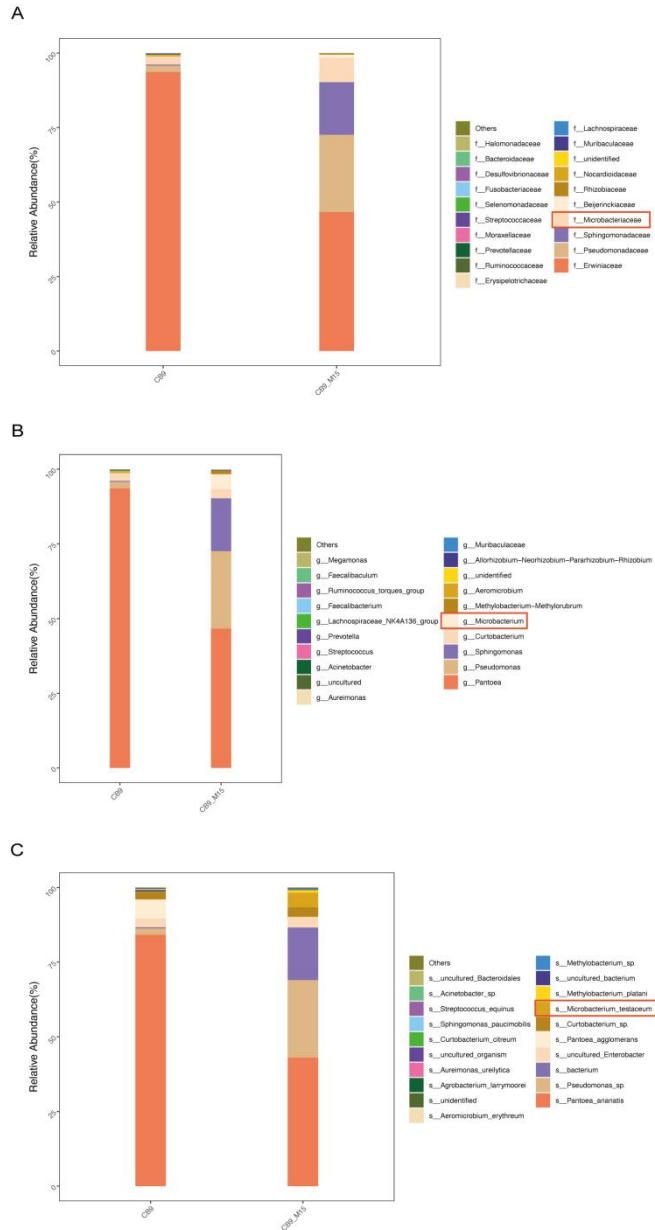 A
Relative Abundance(%)
100
75
50
25
0
CB9
CB9_M15
Others
f__Halomonadaceae
f__Bacteroidaceae
f__Desulfovibrionaceae
f__Fusobacteriaceae
f__Selenomonadaceae
f__Streptococcaceae
f__Moraxellaceae
f__Prevotellaceae
f__Ruminococcaceae
f__Erysipelotrichaceae
f__Lachnospiraceae
f__Muribaculaceae
f__unidentified
f__Nocardioidaceae
f__Rhizobiaceae
f__Beijerinckiaceae
f__Microbacteriaceae
f__Sphingomonadaceae
f__Pseudomonadaceae
f__Erwiniaceae
B
Relative Abundance(%)
100
75
50
25
0
CB9
CB9_M15
Others
g__Megamonas
g__Faecalibaculum
g__Ruminococcus_torques_group
g__Faecalibacterium
g__Lachnospiraceae_NK4A136_group
g__Prevotella
g__Streptococcus
g__Acinetobacter
g__uncultured
g__Aureimonas
g__Muribaculaceae
g__Allorhizobium-Neorhizobium-Pararhizobium-Rhizobium
g__unidentified
g__Aeromicrobium
g__Methylobacterium-Methylorubrum
g__Microbacterium
g__Curtobacterium
g__Sphingomonas
g__Pseudomonas
g__Pantoea
C
Relative Abundance(%)
100
75
50
25
0
CB9
CB9_M15
Others
s__uncultured_Bacteroidales
s__Acinetobacter_sp.
s__Streptococcus_equinus
s__Sphingomonas_paucimobilis
s__Curtobacterium_citreum
s__uncultured_organism
s__Aureimonas_ureilytica
s__Agrobacterium_larrymoorei
s__unidentified
s__Aeromicrobium_erythreum
s__Methylobacterium_sp.
s__uncultured_bacterium
s__Methylobacterium_platani
s__Microbacterium_testaceum
s__Curtobacterium_sp.
s__Pantoea_agglomerans
s__uncultured_Enterobacter
s__bacterium
s__Pseudomonas_sp.
s__Pantoea_ananatis